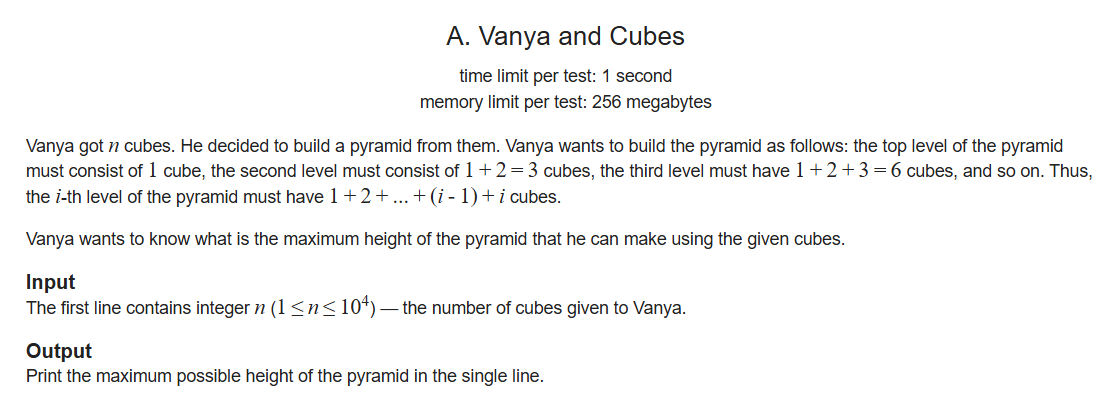 A. Vanya and Cubes
time limit per test: 1 second
memory limit per test: 256 megabytes
Vanya got n cubes. He decided to build a pyramid from them. Vanya wants to build the pyramid as follows: the top level of the pyramid
must consist of 1 cube, the second level must consist of 1 + 2 = 3 cubes, the third level must have 1 + 2 + 3 = 6 cubes, and so on. Thus,
the i-th level of the pyramid must have 1 + 2 + ... + (i - 1) + i cubes.
Vanya wants to know what is the maximum height of the pyramid that he can make using the given cubes.
Input
The first line contains integer n (1 ≤ n ≤ 10⁴) — the number of cubes given to Vanya.
Output
Print the maximum possible height of the pyramid in the single line.